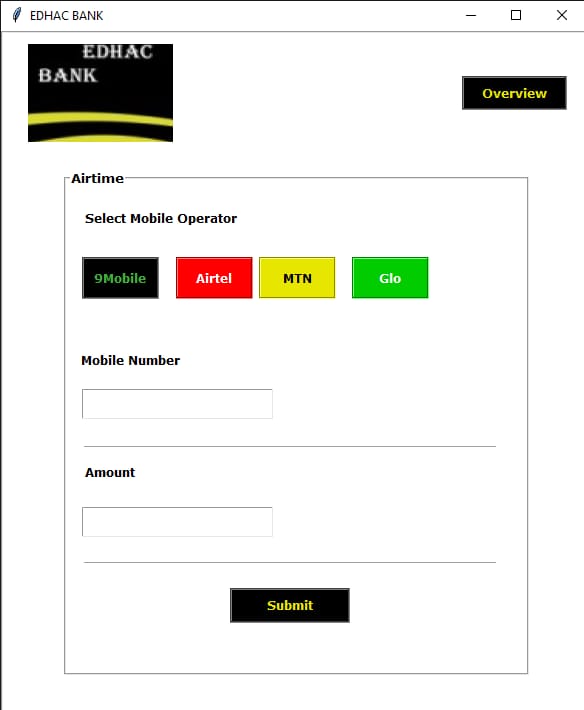 EDHAC BANK
EDHAC
BANK
Overview
Airtime
Select Mobile Operator
9Mobile Airtel MTN Glo
Mobile Number
Amount
Submit